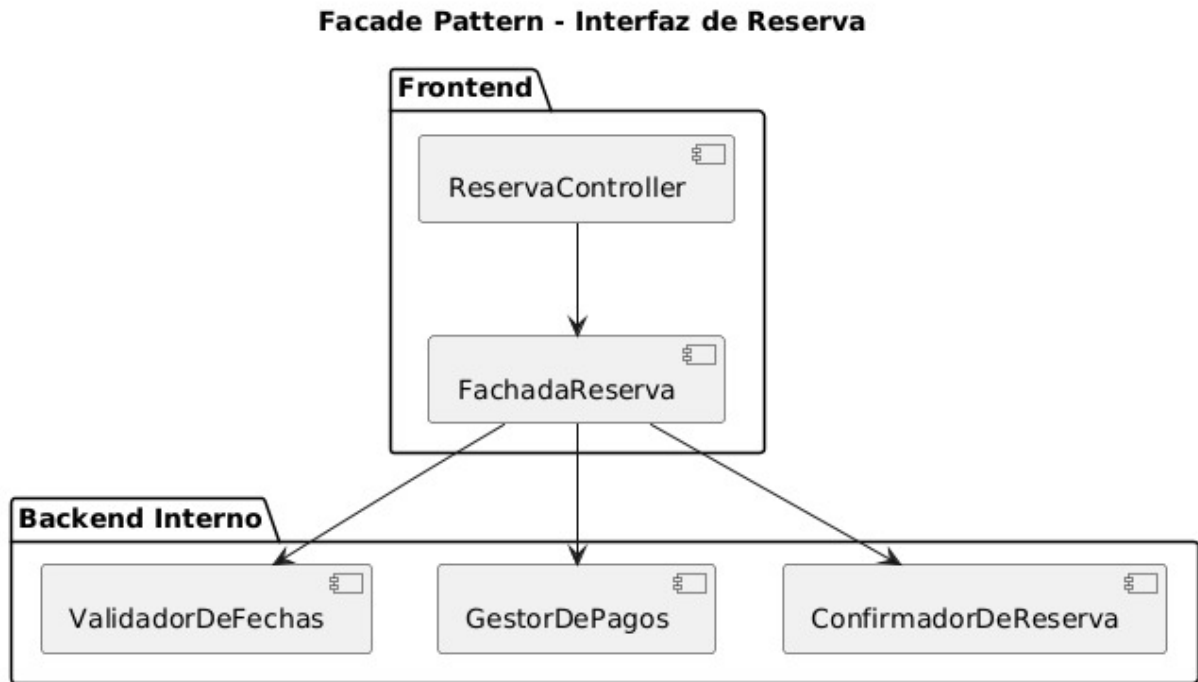 Facade Pattern - Interfaz de Reserva
Frontend
ReservaController
FachadaReserva
Backend Interno
ValidadorDeFechas
GestorDePagos
ConfirmadorDeReserva